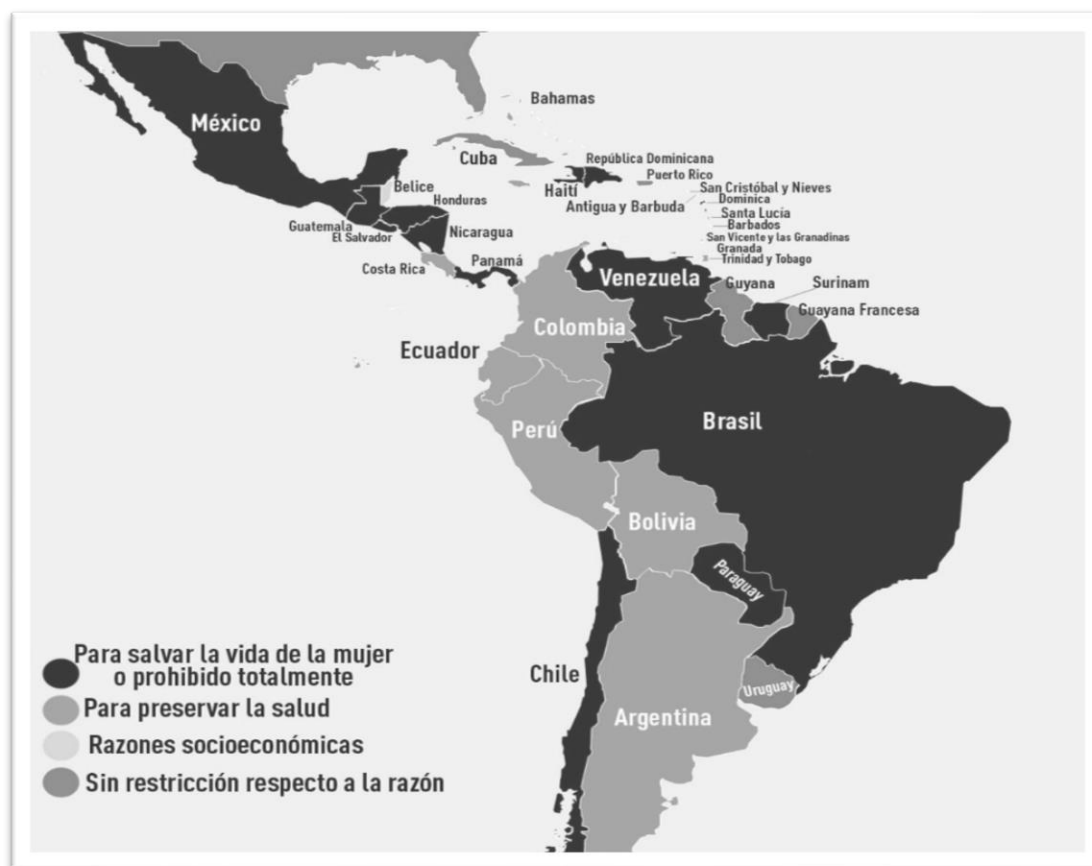 México
Bahamas
Cuba
República Dominicana
Puerto Rico
Haití
San Cristóbal y Nieves
Antigua y Barbuda
Dominica
Santa Lucía
Barbados
San Vicente y las Granadinas
Granada
Trinidad y Tobago
Belice
Honduras
Guatemala
El Salvador
Nicaragua
Costa Rica
Panamá
Venezuela
Guyana
Surinam
Guayana Francesa
Colombia
Ecuador
Perú
Brasil
Bolivia
Paraguay
Chile
Uruguay
Argentina
Para salvar la vida de la mujer
o prohibido totalmente
Para preservar la salud
Razones socioeconómicas
Sin restricción respecto a la razón